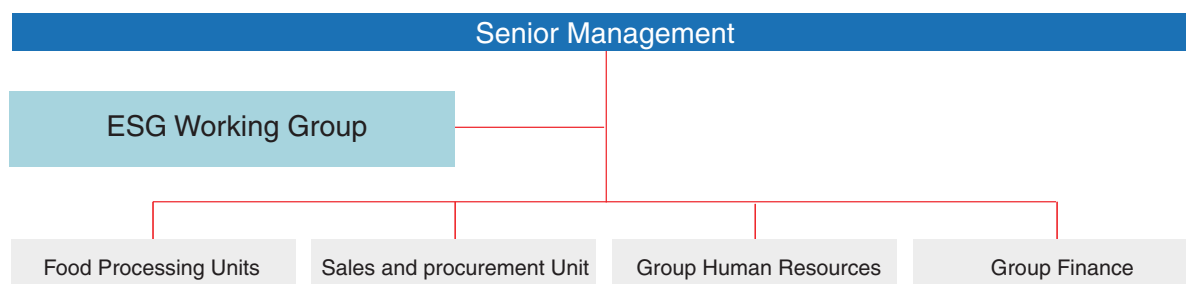 Senior Management
ESG Working Group
Food Processing Units
Sales and procurement Unit
Group Human Resources
Group Finance